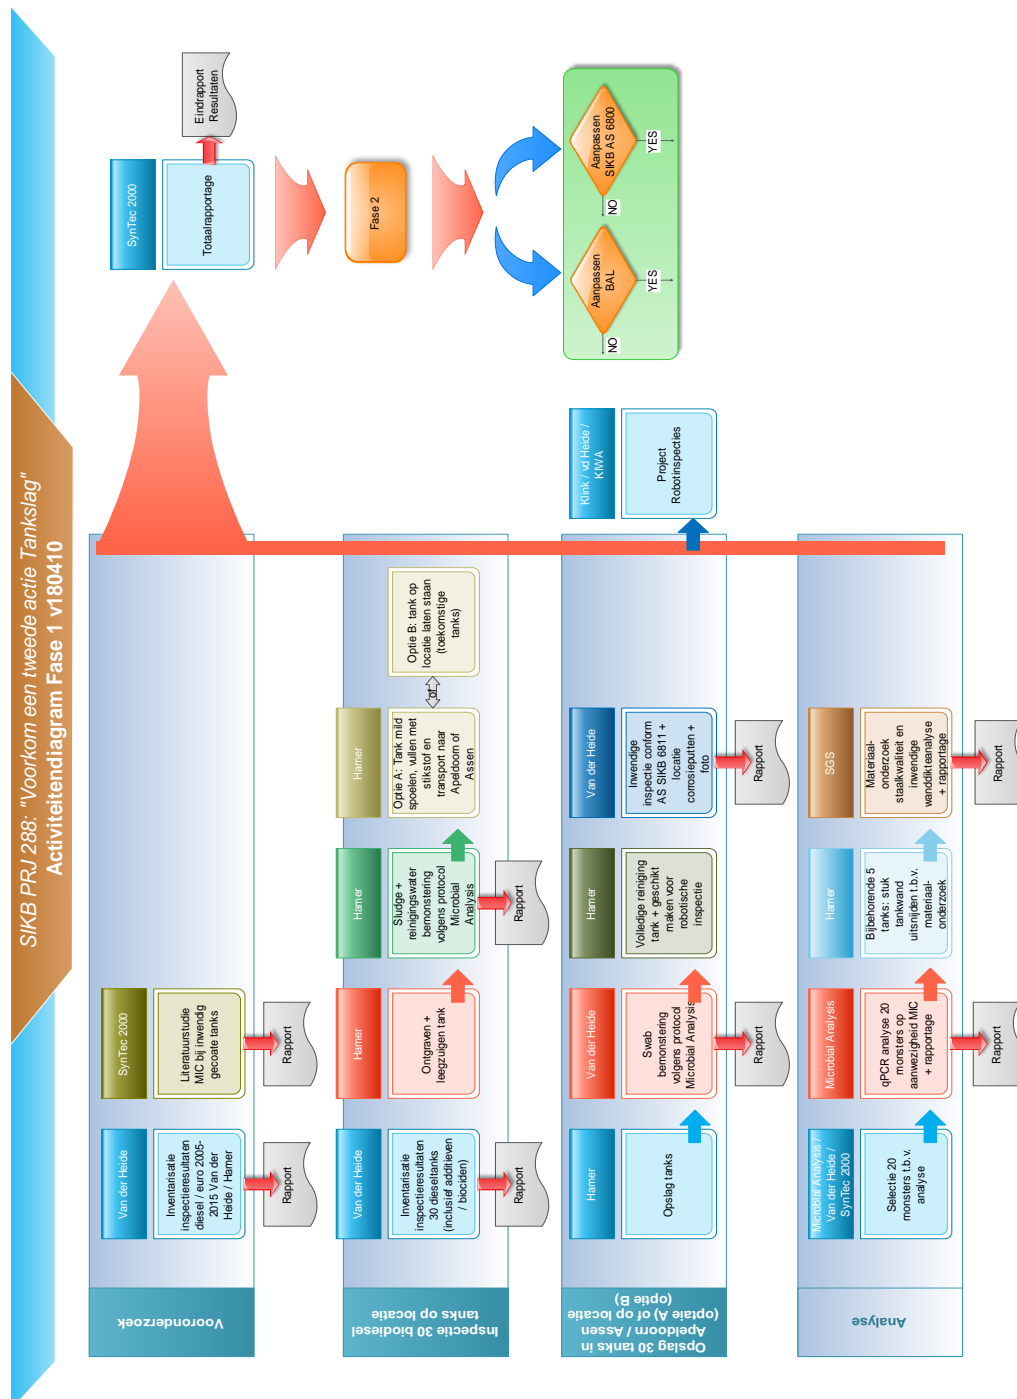 SIKB PRJ 288: "Voorkom een tweede actie Tankslag"
Activiteitendiagram Fase 1 v180410
Vooronderzoek
Van der Heide
Inventarisatie
inspectieresultaten
diesel / euro 2005-
2015 Van der
Heide / Hamer
Rapport
SynTec 2000
Literatuurstudie
MIC bij inwendig
gecoate tanks
Rapport
Inspectie 30 biodiesel
tanks op locatie
Van der Heide
Inventarisatie
inspectieresultaten
30 dieseltanks
(inclusief additieven
/ biociden)
Rapport
Hamer
Ontgraven +
leegzuigen tank
Hamer
Sludge +
reinigingswater
bemonstering
volgens protocol
Microbial
Analysis
Rapport
Hamer
Optie A: Tank mild
spoelen, vullen met
stikstof en
transport naar
Apeldoorn of
Assen
of
Optie B: tank op
locatie laten staan
(toekomstige
tanks)
Opslag 30 tanks in
Apeldoorn / Assen
(optaie A) of op locatie
(optie B)
Hamer
Opslag tanks
Van der Heide
Swab
bemonstering
volgens protocol
Microbial Analysis
Rapport
Hamer
Volledige reiniging
tank + geschikt
maken voor
robotische
inspectie
Van der Heide
Inwendige
inspectie conform
AS SIKB 6811 +
locatie
corrosieputten +
foto
Rapport
Klink / vd Heide /
KIWA
Project
Robotinspecties
Analyse
Microbial Analysis /
Van der Heide /
SynTec 2000
Selectie 20
monsters t.b.v.
analyse
Microbial Analysis
qPCR analyse 20
monsters op
aanwezigheid MIC
+ rapportage
Rapport
Hamer
Bijbehorende 5
tanks: stuk
tankwand
uitsnijden t.b.v.
materiaal-
onderzoek
SGS
Materiaal-
onderzoek
staalkwaliteit en
inwendige
wanddikteanalyse
+ rapportage
Rapport
SynTec 2000
Totaalrapportage
Eindrapport
Resultaten
Fase 2
Aanpassen
BAL
NO
YES
Aanpassen
SIKB AS 6800
NO
YES